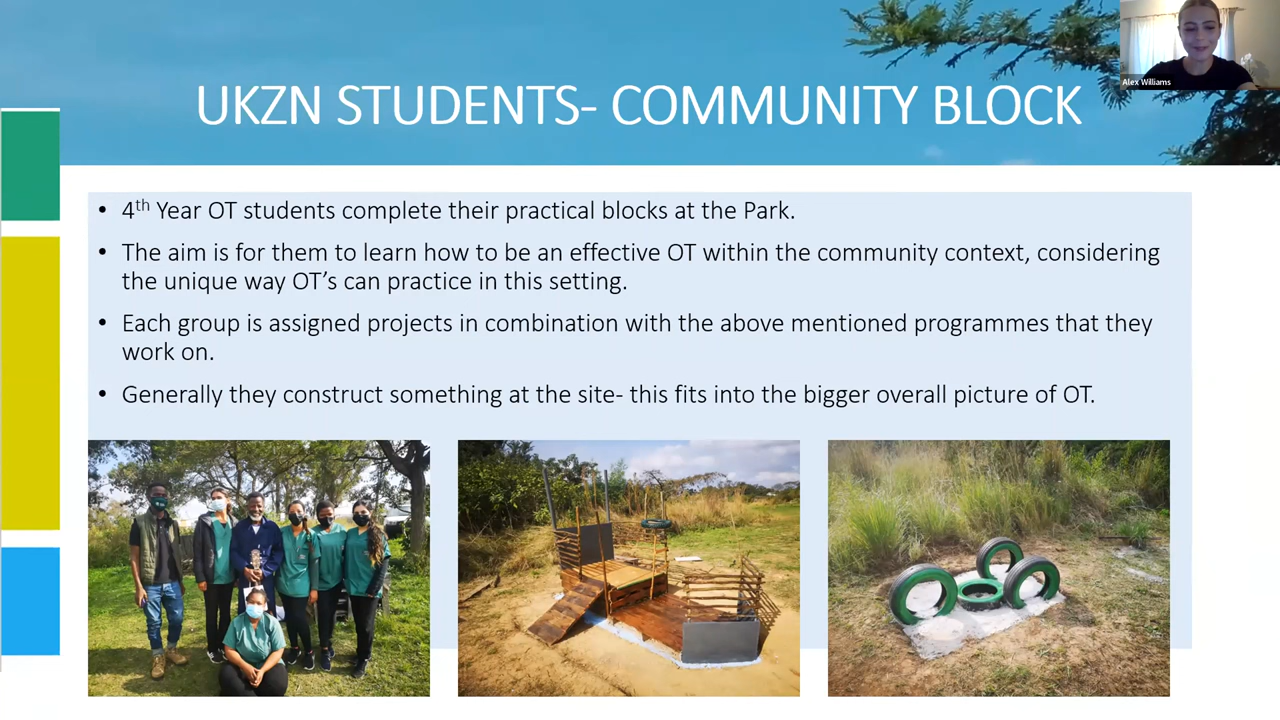 Alex Williams
UKZN STUDENTS- COMMUNITY BLOCK
• 4th Year OT students complete their practical blocks at the Park.
• The aim is for them to learn how to be an effective OT within the community context, considering
the unique way OT’s can practice in this setting.
• Each group is assigned projects in combination with the above mentioned programmes that they
work on.
• Generally they construct something at the site- this fits into the bigger overall picture of OT.